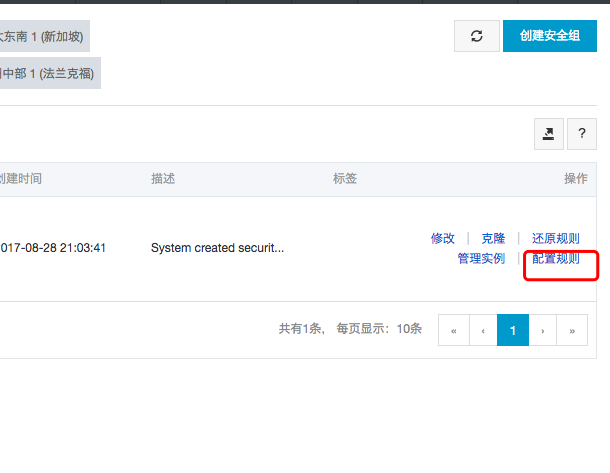 东南 1 (新加坡)
创建安全组
中部 1 (法兰克福)
?
创建时间 描述 标签 操作
017-08-28 21:03:41 System created securit... 修改 | 克隆 | 还原规则
管理实例 | 配置规则
共有1条， 每页显示：10条 « ‹ 1 › »